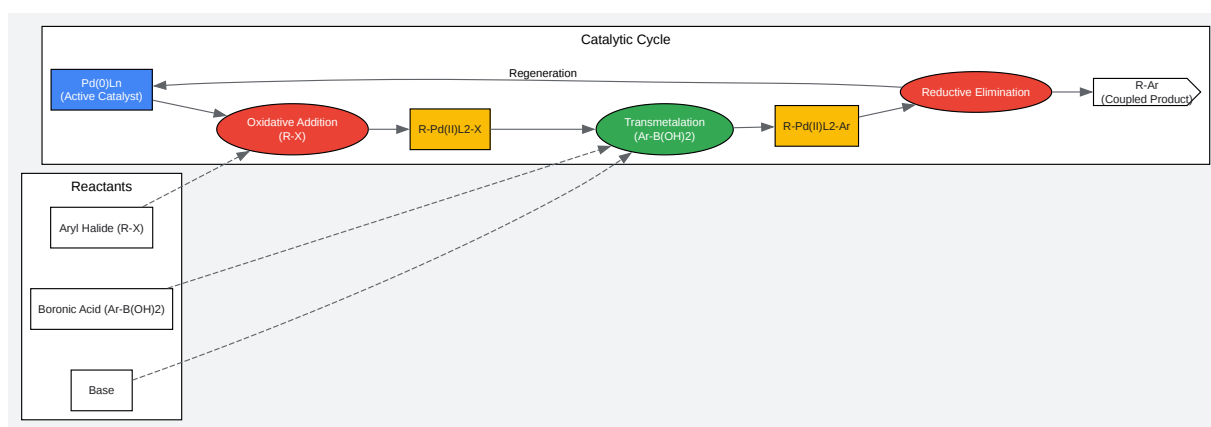 Catalytic Cycle
Regeneration
Pd(0)Ln
(Active Catalyst)
Oxidative Addition
(R-X)
R-Pd(II)L2-X
Transmetalation
(Ar-B(OH)2)
R-Pd(II)L2-Ar
Reductive Elimination
R-Ar
(Coupled Product)
Reactants
Aryl Halide (R-X)
Boronic Acid (Ar-B(OH)2)
Base